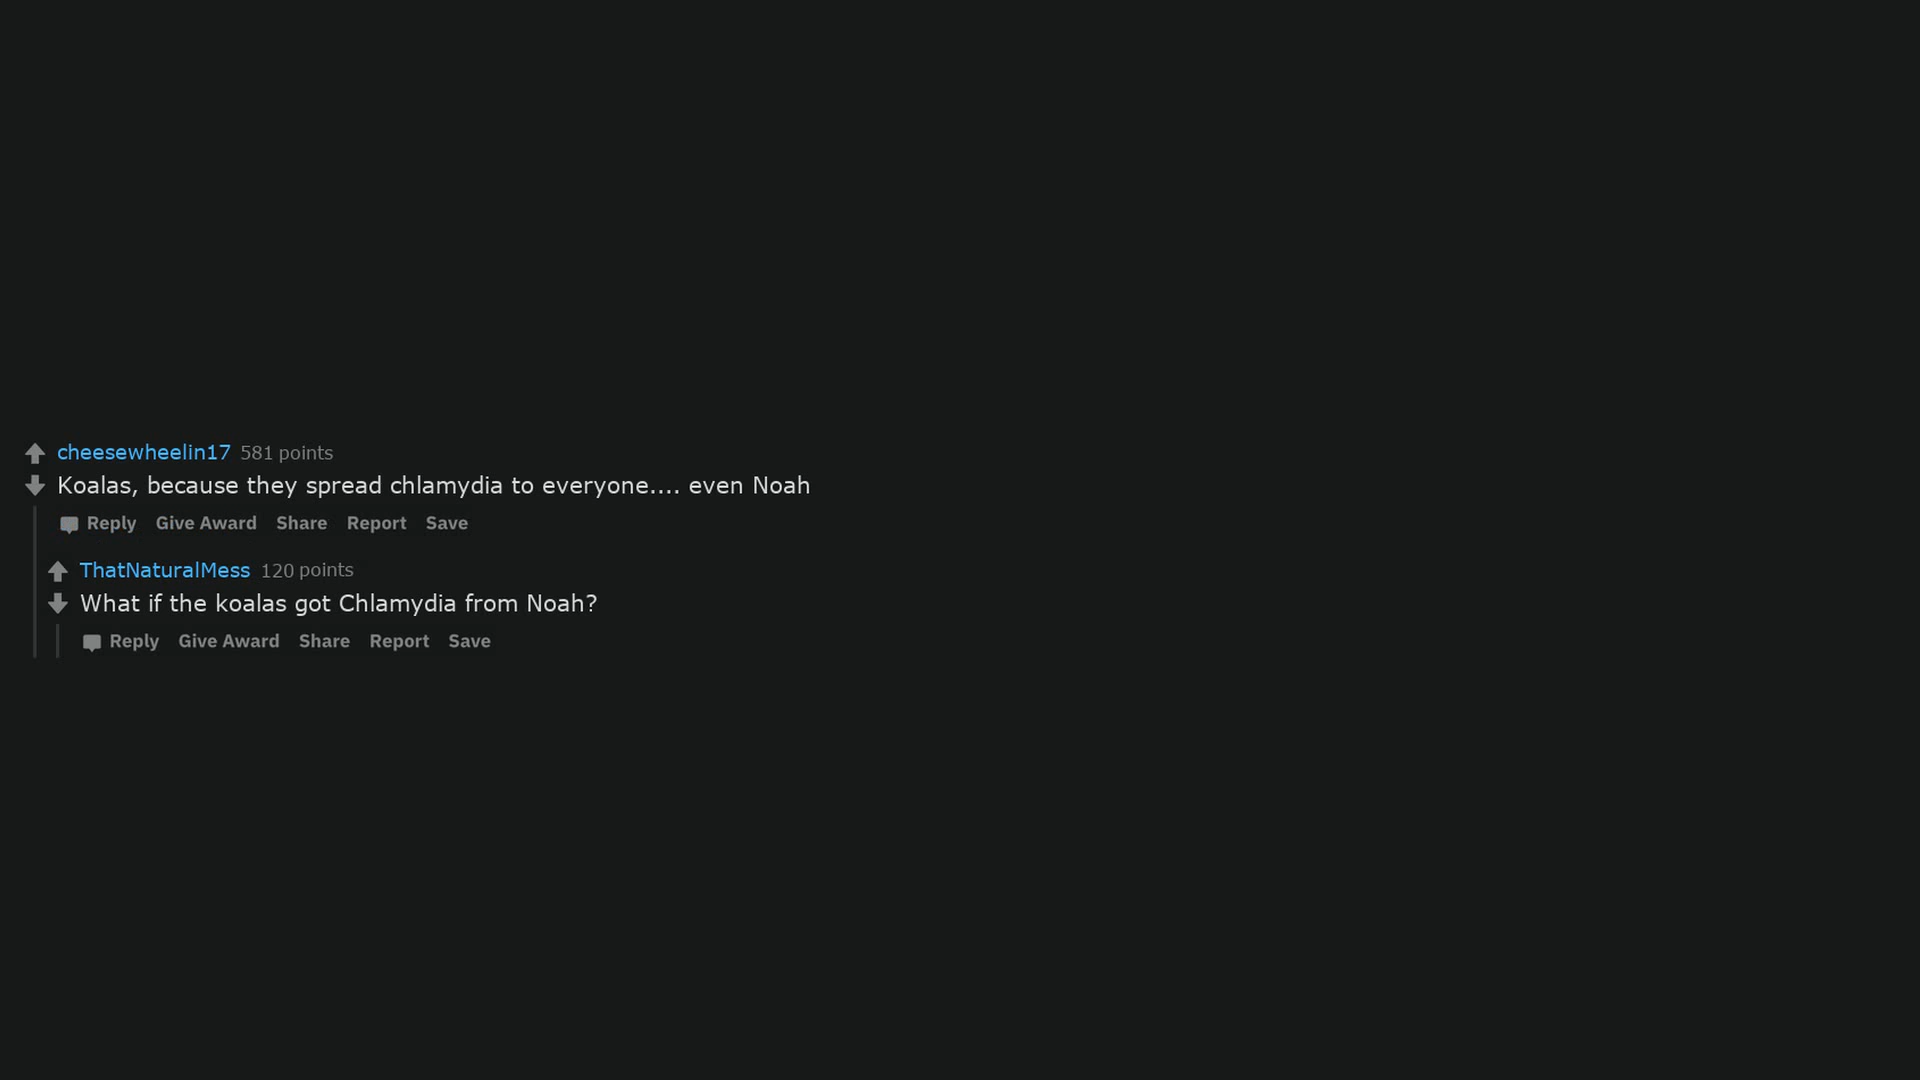 cheesewheelin17 581 points
Koalas, because they spread chlamydia to everyone.... even Noah
Reply Give Award Share Report Save
ThatNaturalMess 120 points
What if the koalas got Chlamydia from Noah?
Reply Give Award Share Report Save